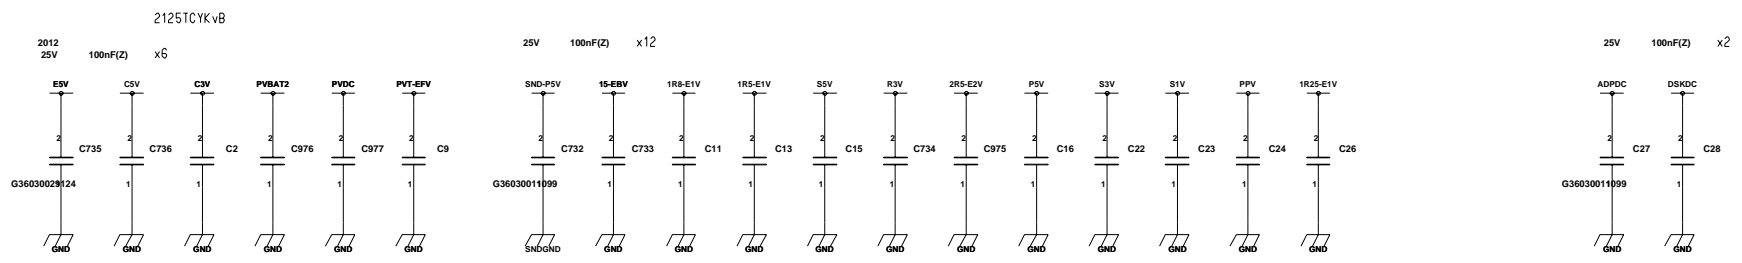 2125TCYKvB
2012
25V 100nF(Z) x6
25V 100nF(Z) x12
25V 100nF(Z) x2
E5V C5V C3V PVBAT2 PVDC PVT-EFV SND-P5V 15-EBV 1R8-E1V 1R5-E1V S5V R3V 2R5-E2V P5V S3V S1V PPV 1R25-E1V ADPDC DSKDC
2 2 2 2 2 2 2 2 2 2 2 2 2 2 2 2 2 2 2 2
C735 C736 C2 C976 C977 C9 C732 C733 C11 C13 C15 C734 C975 C16 C22 C23 C24 C26 C27 C28
G36030029124 1 1 1 1 1 1 G36030011099 1 1 1 1 1 1 1 1 1 1 1 1 G36030011099 1 1
GND GND GND GND GND GND SNDGND GND GND GND GND GND GND GND GND GND GND GND GND GND